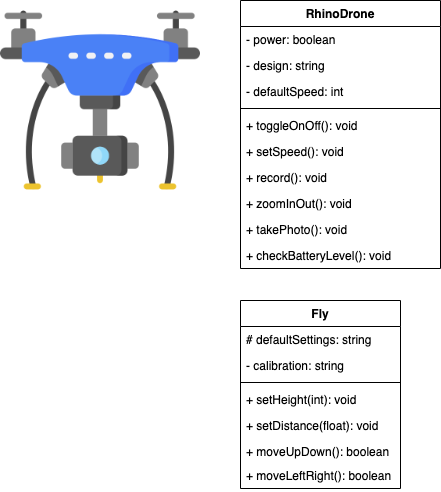 RhinoDrone
- power: boolean
- design: string
- defaultSpeed: int
+ toggleOnOff(): void
+ setSpeed(): void
+ record(): void
+ zoomInOut(): void
+ takePhoto(): void
+ checkBatteryLevel(): void
Fly
# defaultSettings: string
- calibration: string
+ setHeight(int): void
+ setDistance(float): void
+ moveUpDown(): boolean
+ moveLeftRight(): boolean